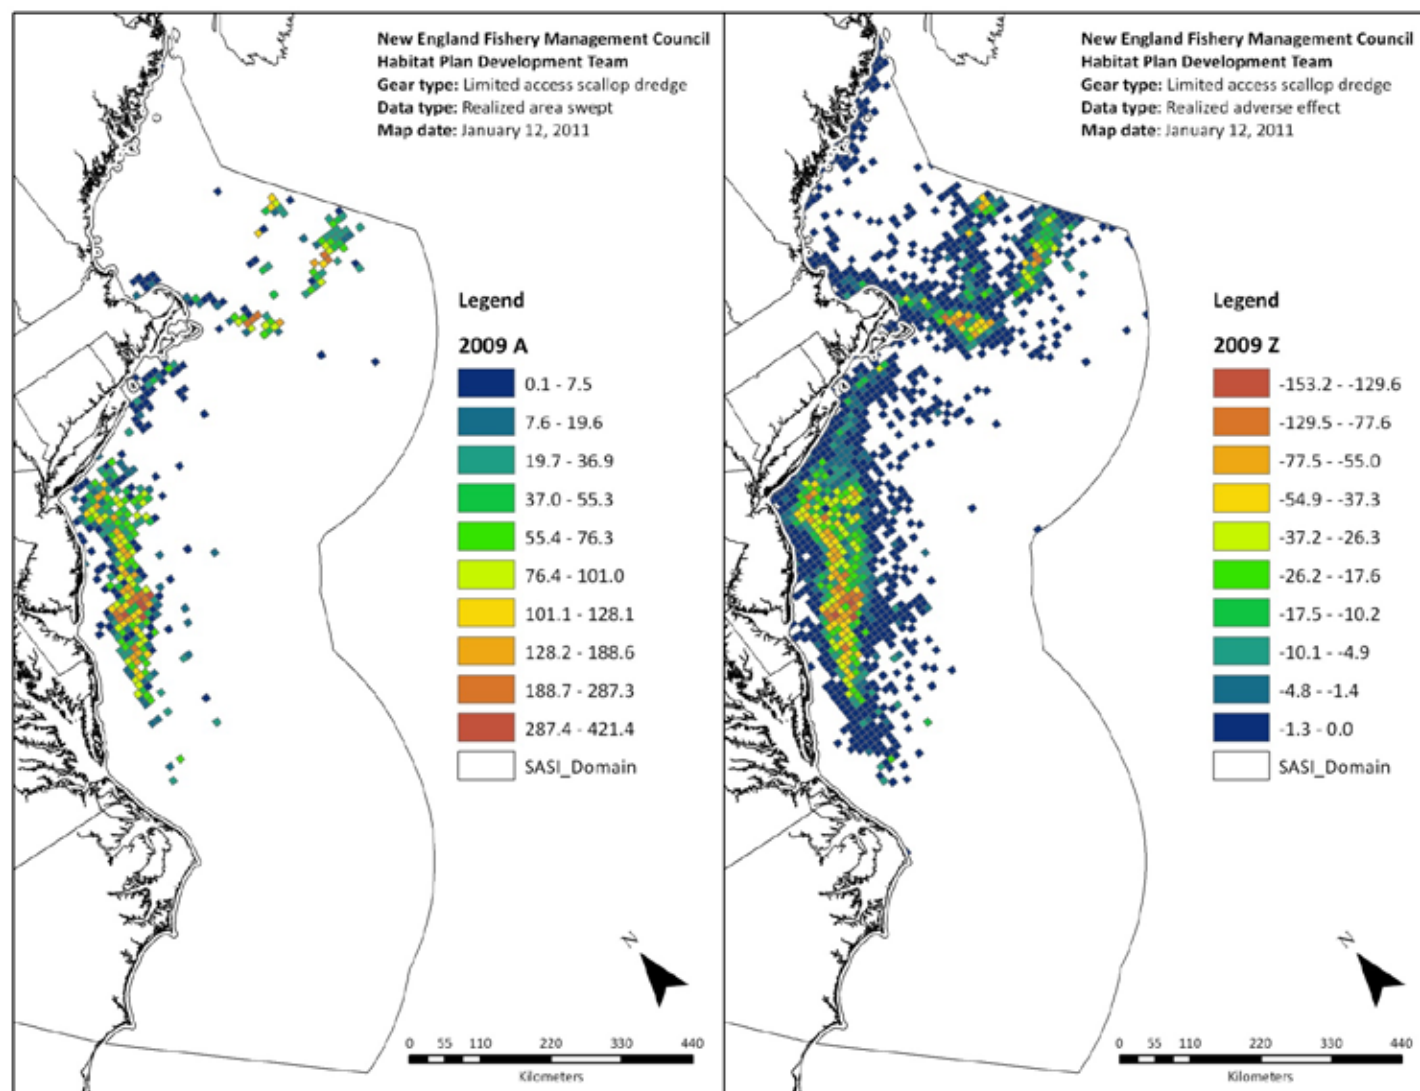 New England Fishery Management Council
Habitat Plan Development Team
Gear type: Limited access scallop dredge
Data type: Realized area swept
Map date: January 12, 2011
Legend
2009 A
0.1 - 7.5
7.6 - 19.6
19.7 - 36.9
37.0 - 55.3
55.4 - 76.3
76.4 - 101.0
101.1 - 128.1
128.2 - 188.6
188.7 - 287.3
287.4 - 421.4
SASI_Domain
N
0 55 110 220 330 440
Kilometers
New England Fishery Management Council
Habitat Plan Development Team
Gear type: Limited access scallop dredge
Data type: Realized adverse effect
Map date: January 12, 2011
Legend
2009 Z
-153.2 - -129.6
-129.5 - -77.6
-77.5 - -55.0
-54.9 - -37.3
-37.2 - -26.3
-26.2 - -17.6
-17.5 - -10.2
-10.1 - -4.9
-4.8 - -1.4
-1.3 - 0.0
SASI_Domain
N
0 55 110 220 330 440
Kilometers